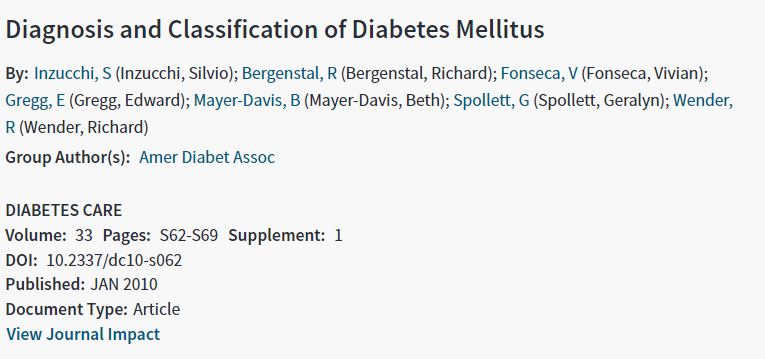 Diagnosis and Classification of Diabetes Mellitus
By: Inzucchi, S (Inzucchi, Silvio); Bergenstal, R (Bergenstal, Richard); Fonseca, V (Fonseca, Vivian);
Gregg, E (Gregg, Edward); Mayer-Davis, B (Mayer-Davis, Beth); Spollett, G (Spollett, Geralyn); Wender,
R (Wender, Richard)
Group Author(s): Amer Diabet Assoc
DIABETES CARE
Volume: 33 Pages: S62-S69 Supplement: 1
DOI: 10.2337/dc10-s062
Published: JAN 2010
Document Type: Article
View Journal Impact